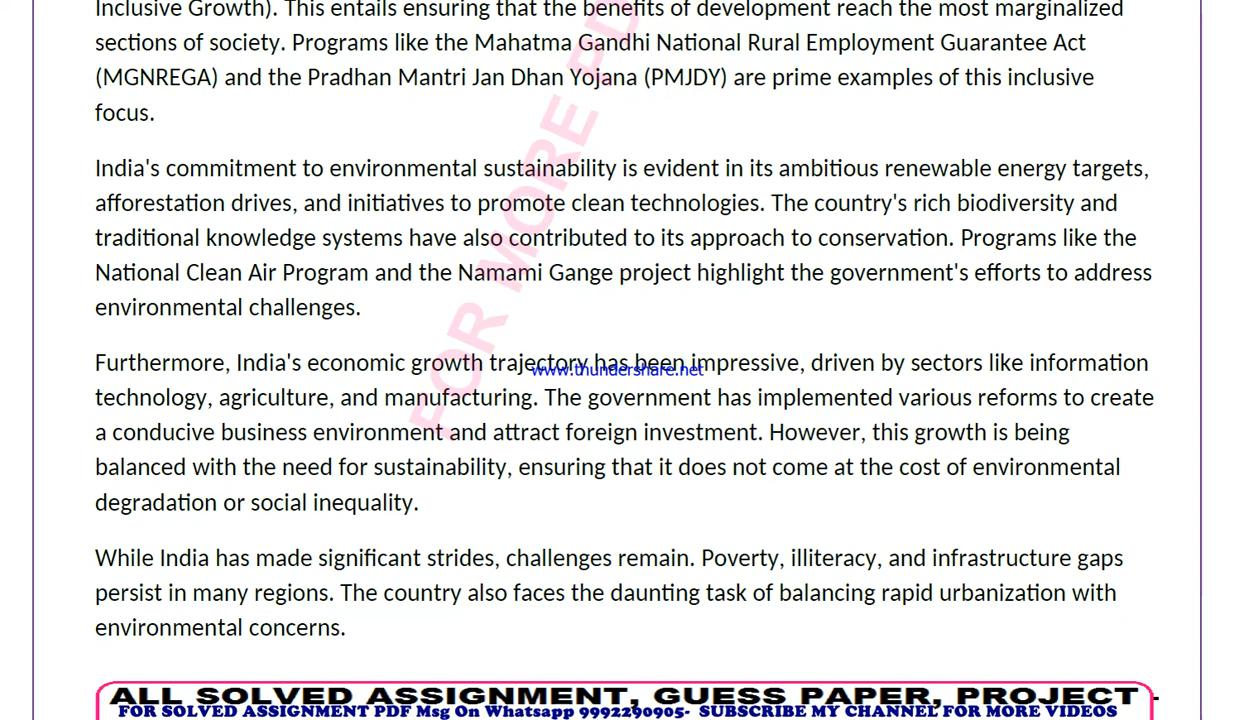 Inclusive Growth). This entails ensuring that the benefits of development reach the most marginalized
sections of society. Programs like the Mahatma Gandhi National Rural Employment Guarantee Act
(MGNREGA) and the Pradhan Mantri Jan Dhan Yojana (PMJDY) are prime examples of this inclusive
focus.
India's commitment to environmental sustainability is evident in its ambitious renewable energy targets,
afforestation drives, and initiatives to promote clean technologies. The country's rich biodiversity and
traditional knowledge systems have also contributed to its approach to conservation. Programs like the
National Clean Air Program and the Namami Gange project highlight the government's efforts to address
environmental challenges.
Furthermore, India's economic growth trajectory has been impressive, driven by sectors like information
www.thundershare.net
technology, agriculture, and manufacturing. The government has implemented various reforms to create
a conducive business environment and attract foreign investment. However, this growth is being
balanced with the need for sustainability, ensuring that it does not come at the cost of environmental
degradation or social inequality.
While India has made significant strides, challenges remain. Poverty, illiteracy, and infrastructure gaps
persist in many regions. The country also faces the daunting task of balancing rapid urbanization with
environmental concerns.
FOR MORE PD
ALL SOLVED ASSIGNMENT, GUESS PAPER, PROJECT -
FOR SOLVED ASSIGNMENT PDF Msg On Whatsapp 9992290905- SUBSCRIBE MY CHANNEL FOR MORE VIDEOS